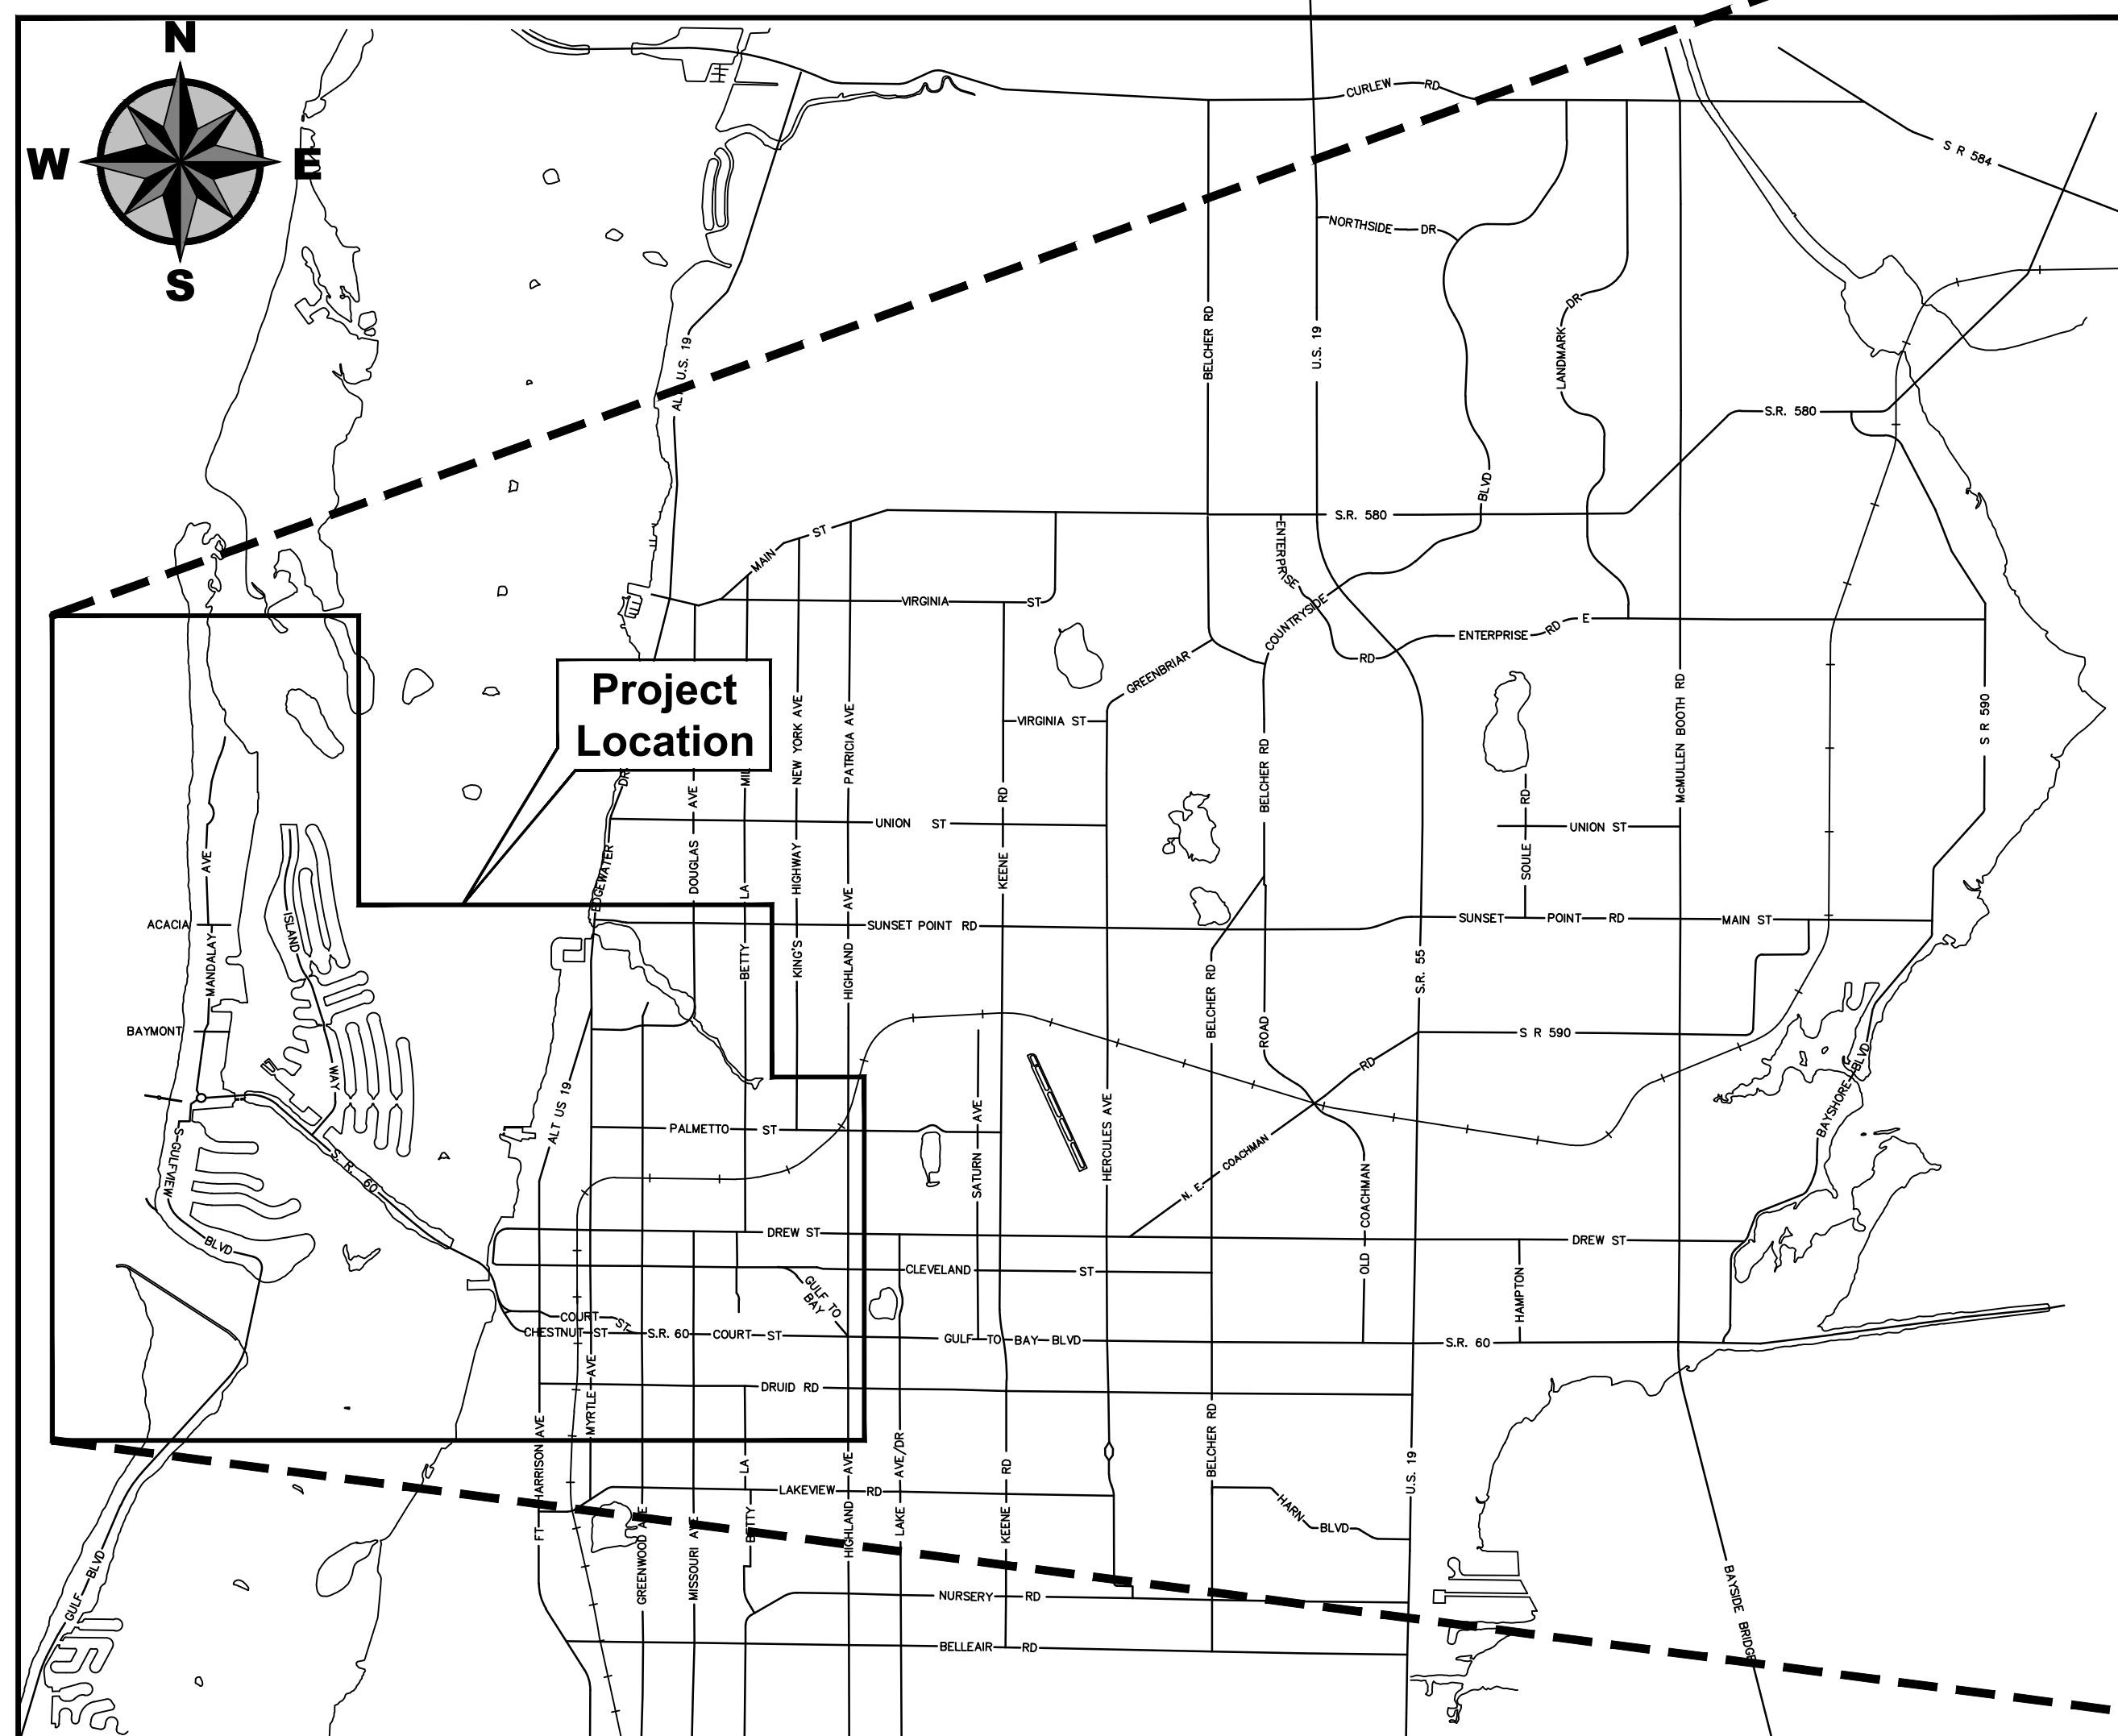 N
W
E
S
CURLEW RD
S R 584
NORTHSIDE DR
BELCHER RD
U.S. 19
LANDMARK DR
ALT U.S. 19
S.R. 580
BLVD
S.R. 580
MAIN ST
ENTERPRISE
VIRGINIA ST
COUNTRYSIDE
ENTERPRISE RD E
RD
GREENBRIAR
Project
Location
VIRGINIA ST
NEW YORK AVE
PATRICIA AVE
McMULLEN BOOTH RD
S R 590
DR
DOUGLAS AVE
KEENE RD
BELCHER RD
UNION ST
UNION ST
SOULE RD
EDGEWATER
LA
KING'S HIGHWAY
HIGHLAND AVE
MANDALAY AVE
ACACIA
ISLAND
WAY
SUNSET POINT RD
SUNSET POINT RD
MAIN ST
BETTY
S.R. 55
BELCHER RD
BAYMONT
ROAD
S R 590
N. E. COACHMAN RD
BAYSHORE BLVD
ALT US 19
PALMETTO ST
SATURN AVE
HERCULES AVE
OLD COACHMAN
S. R. 60
S GULFVIEW
BLVD
DREW ST
DREW ST
CLEVELAND ST
GULF TO
BAY
HAMPTON
COURT ST
CHESTNUT ST
S.R. 60
COURT ST
GULF TO BAY BLVD
S.R. 60
DRUID RD
MYRTLE AVE
FT HARRISON AVE
LA
BETTY
HIGHLAND AVE
LAKE AVE/DR
KEENE RD
BELCHER RD
U.S. 19
LAKEVIEW RD
HARN BLVD
GREENWOOD AVE
MISSOURI AVE
NURSERY RD
BELLEAIR RD
GULF BLVD
BAYSIDE BRIDGE